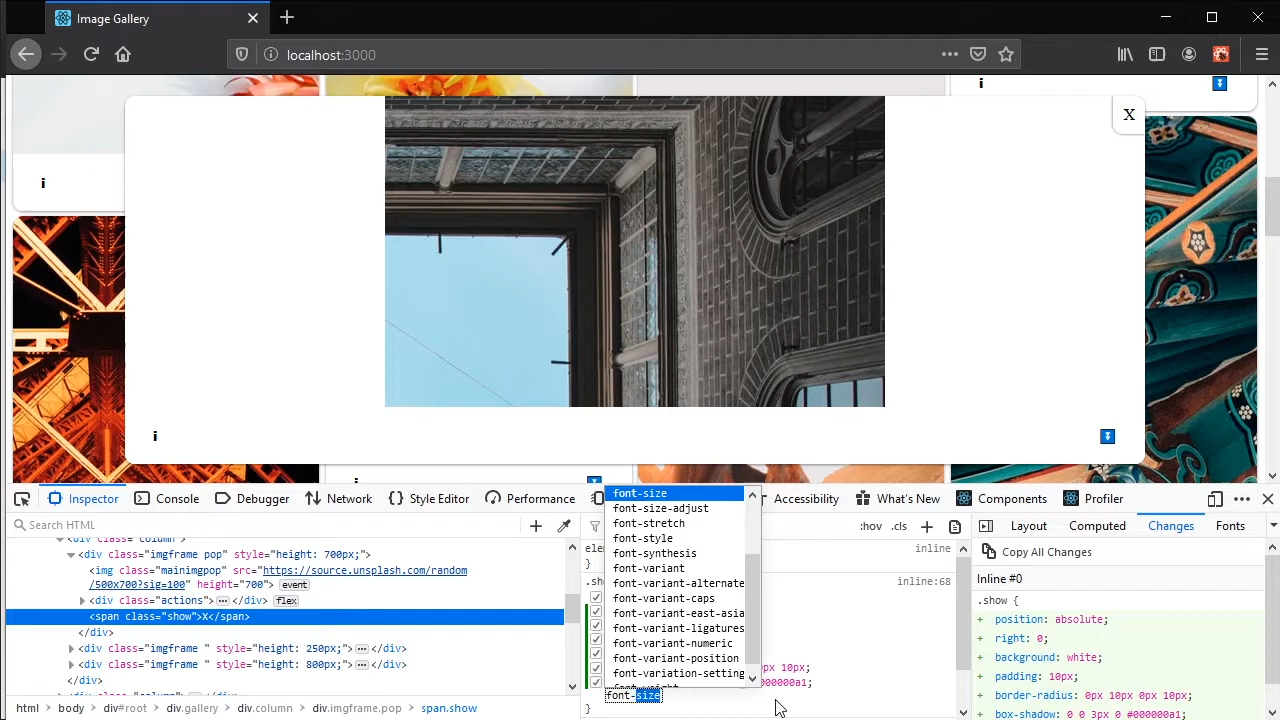 Image Gallery
localhost:3000
i
X
i
i
Inspector Console Debugger Network Style Editor Performance Accessibility What's New Components Profiler
Search HTML
:hov .cls
Layout Computed Changes Fonts
<div class="column">
<div class="imgframe pop" style="height: 700px;">
<img class="mainimgpop" src="https://source.unsplash.com/random
/500x700?sig=100" height="700"> event
<div class="actions"> </div> flex
<span class="show">X</span>
</div>
<div class="imgframe " style="height: 250px;"> </div>
<div class="imgframe " style="height: 800px;"> </div>
</div>
html body div#root div.gallery div.column div.imgframe.pop span.show
inline
}
inline:68
font-size
font-size-adjust
font-stretch
font-style
font-synthesis
font-variant
font-variant-alternate
font-variant-caps
font-variant-east-asia
font-variant-ligatures
font-variant-numeric
font-variant-position
font-variation-setting
px 10px;
000000a1;
font-size
}
Copy All Changes
Inline #0
.show {
+ position: absolute;
+ right: 0;
+ background: white;
+ padding: 10px;
+ border-radius: 0px 10px 0px 10px;
+ box-shadow: 0 0 3px 0 #000000a1;